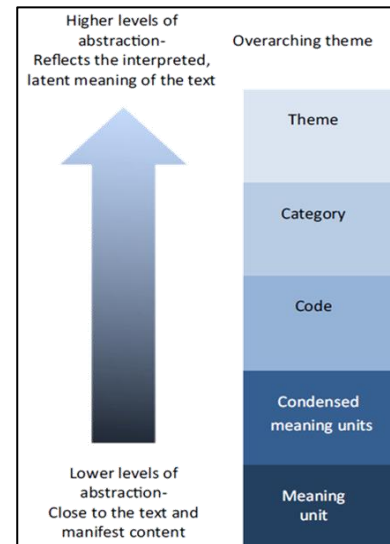 Higher levels of
abstraction-
Reflects the interpreted,
latent meaning of the text
Overarching theme
Theme
Category
Code
Condensed
meaning units
Meaning
unit
Lower levels of
abstraction-
Close to the text and
manifest content